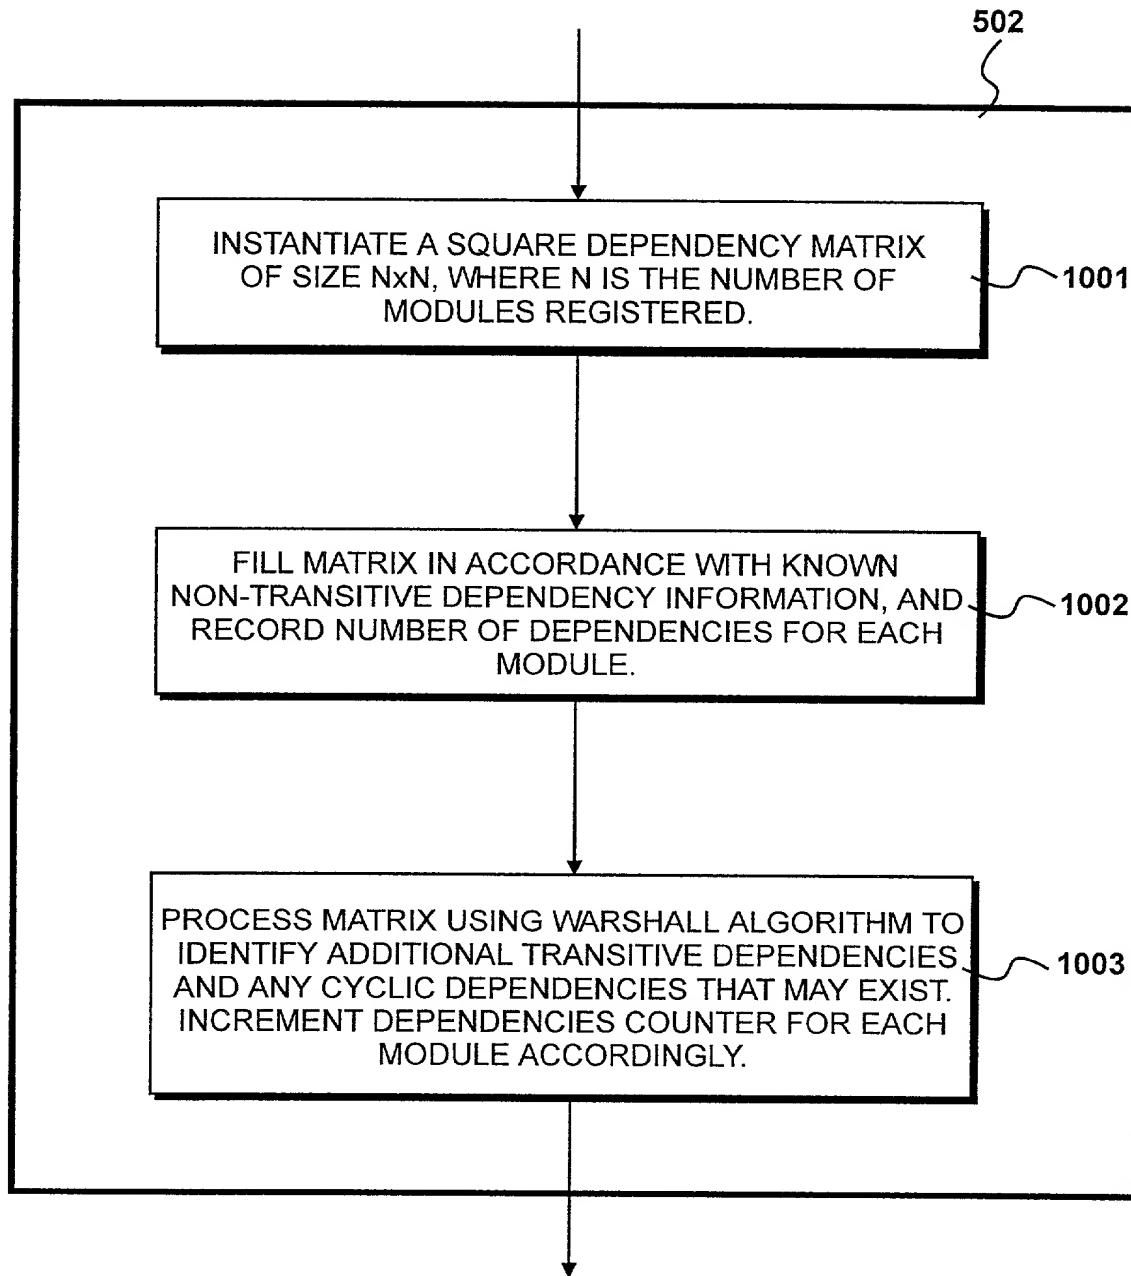 502
INSTANTIATE A SQUARE DEPENDENCY MATRIX
OF SIZE NxN, WHERE N IS THE NUMBER OF
MODULES REGISTERED.
1001
FILL MATRIX IN ACCORDANCE WITH KNOWN
NON-TRANSITIVE DEPENDENCY INFORMATION, AND
RECORD NUMBER OF DEPENDENCIES FOR EACH
MODULE.
1002
PROCESS MATRIX USING WARSHALL ALGORITHM TO
IDENTIFY ADDITIONAL TRANSITIVE DEPENDENCIES
AND ANY CYCLIC DEPENDENCIES THAT MAY EXIST.
INCREMENT DEPENDENCIES COUNTER FOR EACH
MODULE ACCORDINGLY.
1003